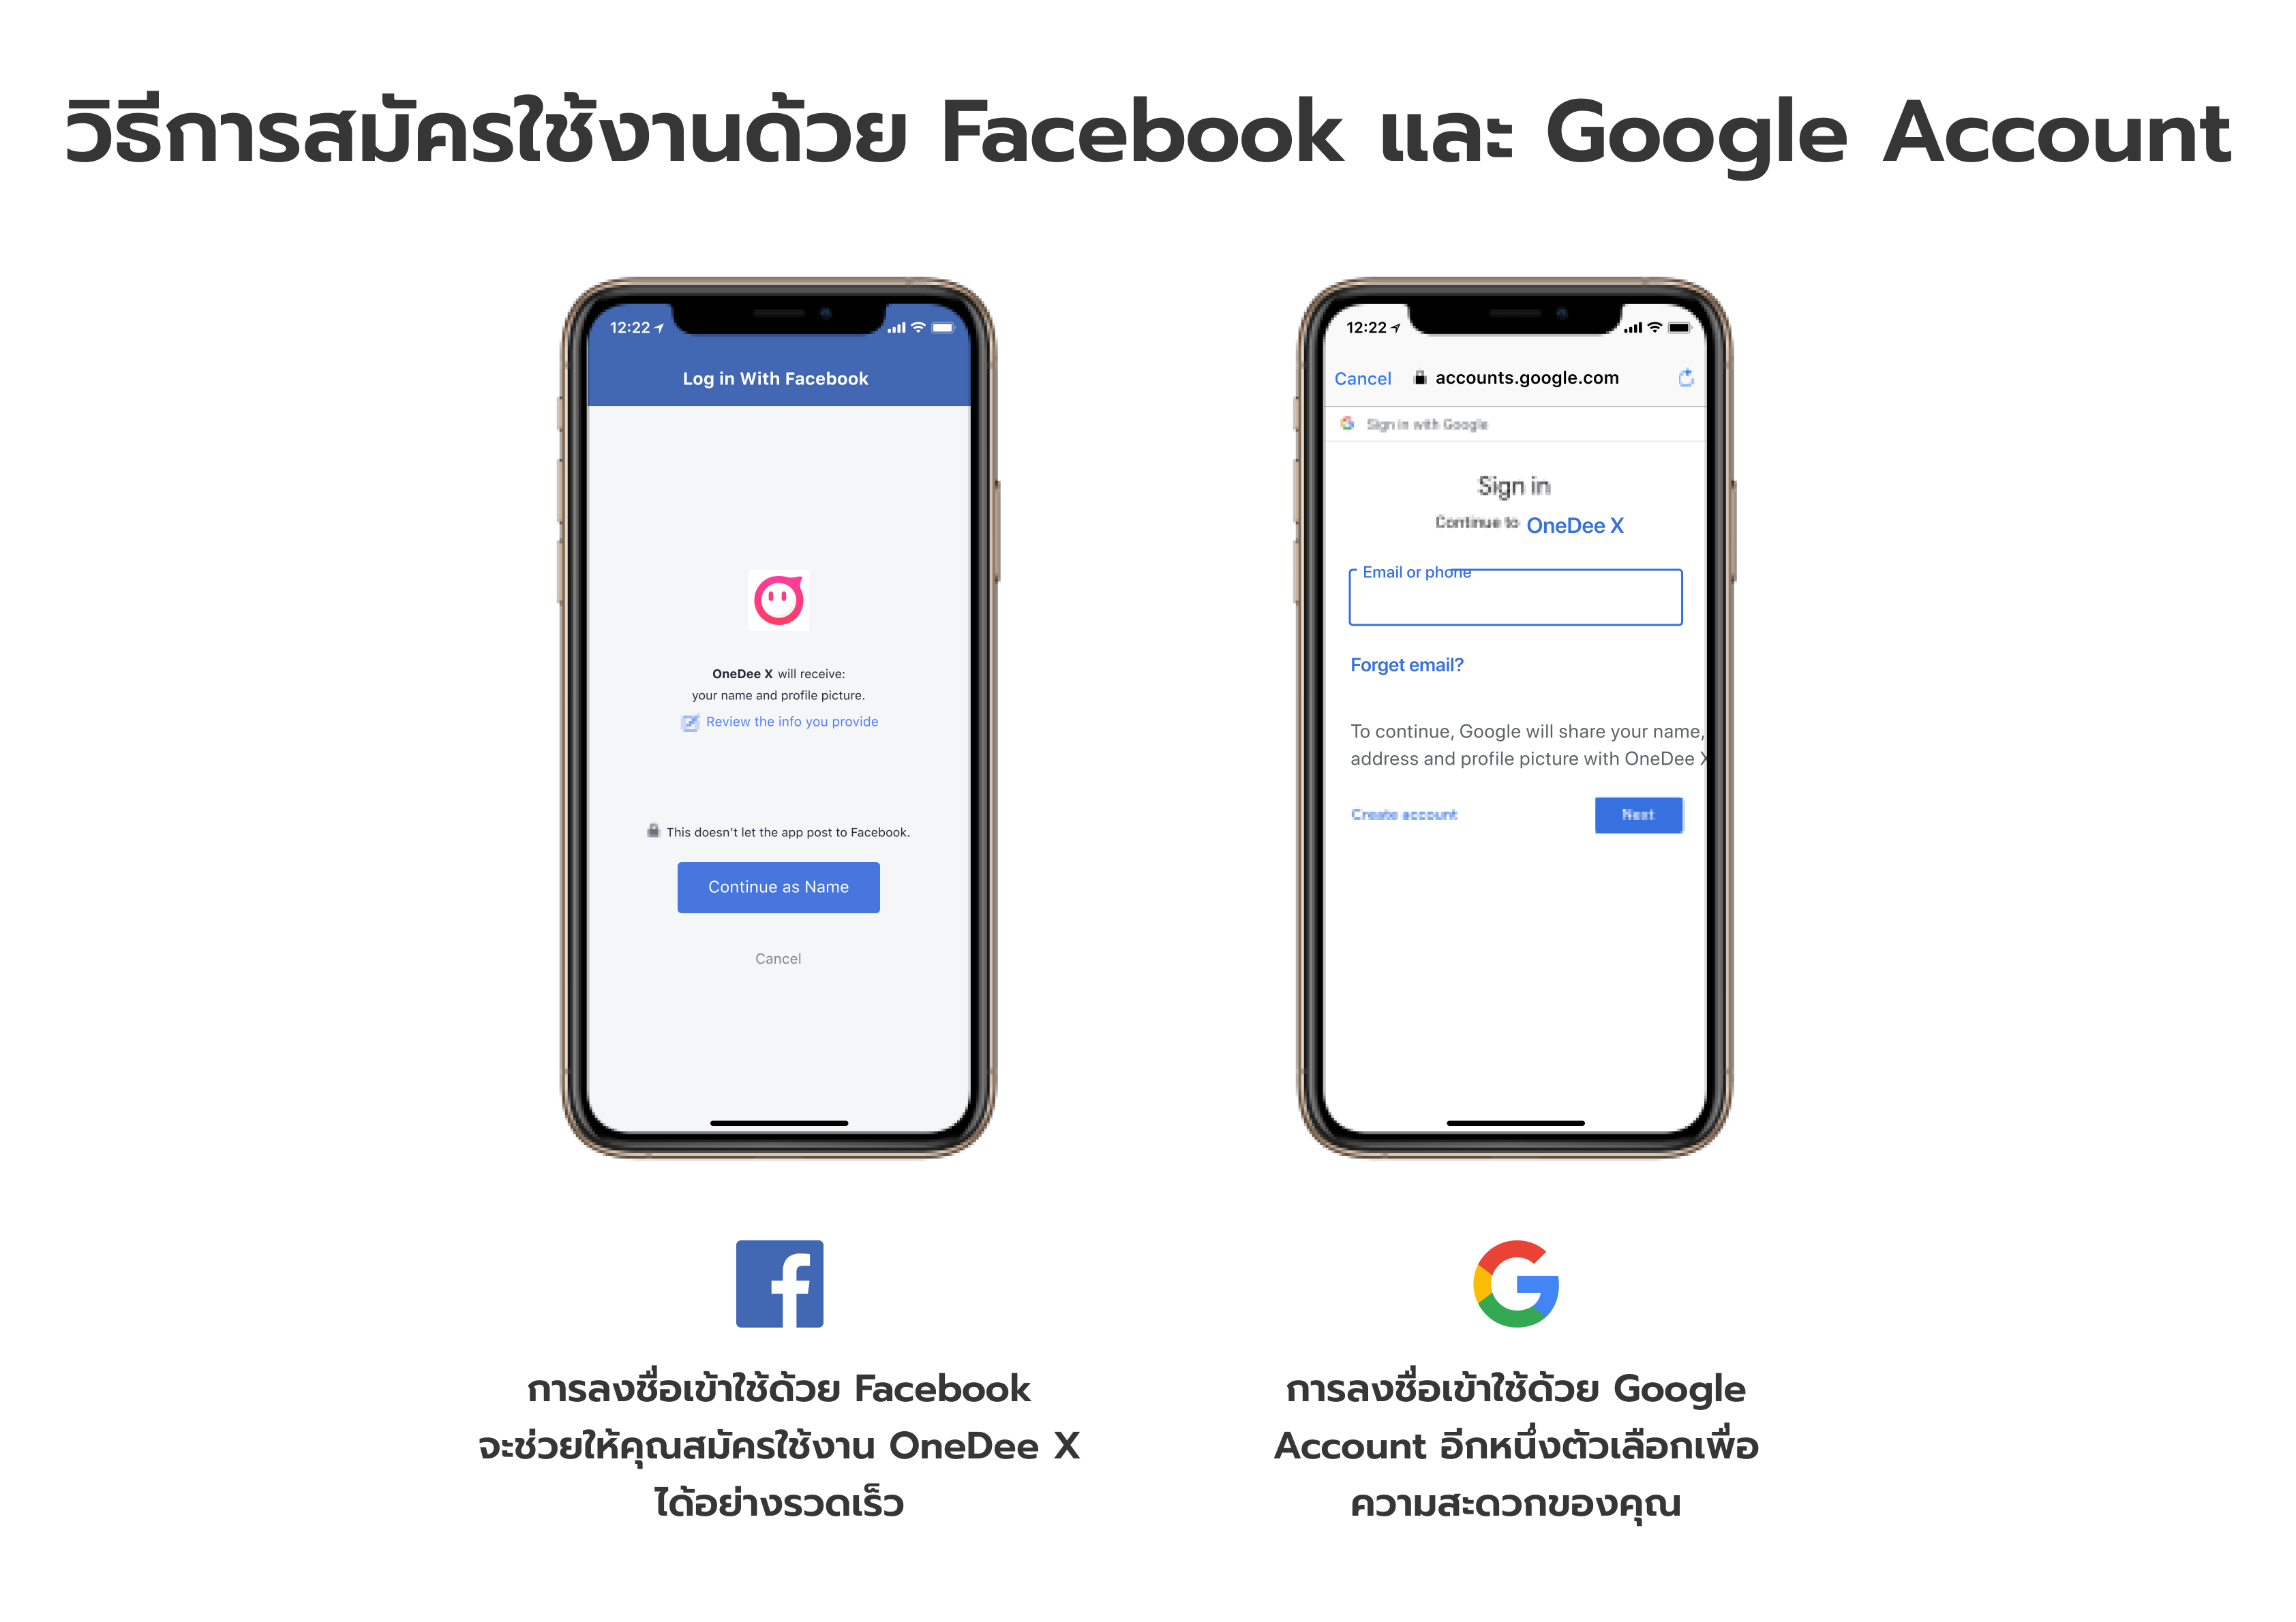 วิธีการสมัครใช้งานด้วย Facebook และ Google Account
12:22
Log in With Facebook
OneDee X will receive:
your name and profile picture.
Review the info you provide
This doesn't let the app post to Facebook.
Continue as Name
Cancel
12:22
Cancel accounts.google.com
Sign in with Google
Sign in
Continue to OneDee X
Email or phone
Forget email?
To continue, Google will share your name,
address and profile picture with OneDee X
Create account Next
การลงชื่อเข้าใช้ด้วย Facebook
จะช่วยให้คุณสมัครใช้งาน OneDee X
ได้อย่างรวดเร็ว
การลงชื่อเข้าใช้ด้วย Google
Account อีกหนึ่งตัวเลือกเพื่อ
ความสะดวกของคุณ